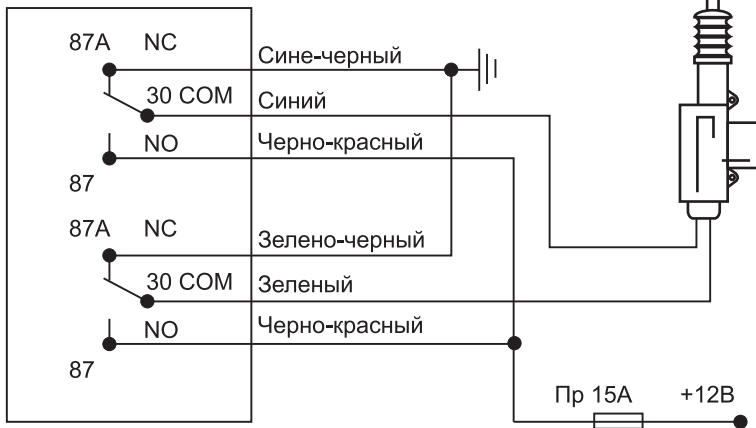 87A NC
Сине-черный
30 COM
Синий
NO
Черно-красный
87
87A NC
Зелено-черный
30 COM
Зеленый
NO
Черно-красный
87
Пр 15А
+12В